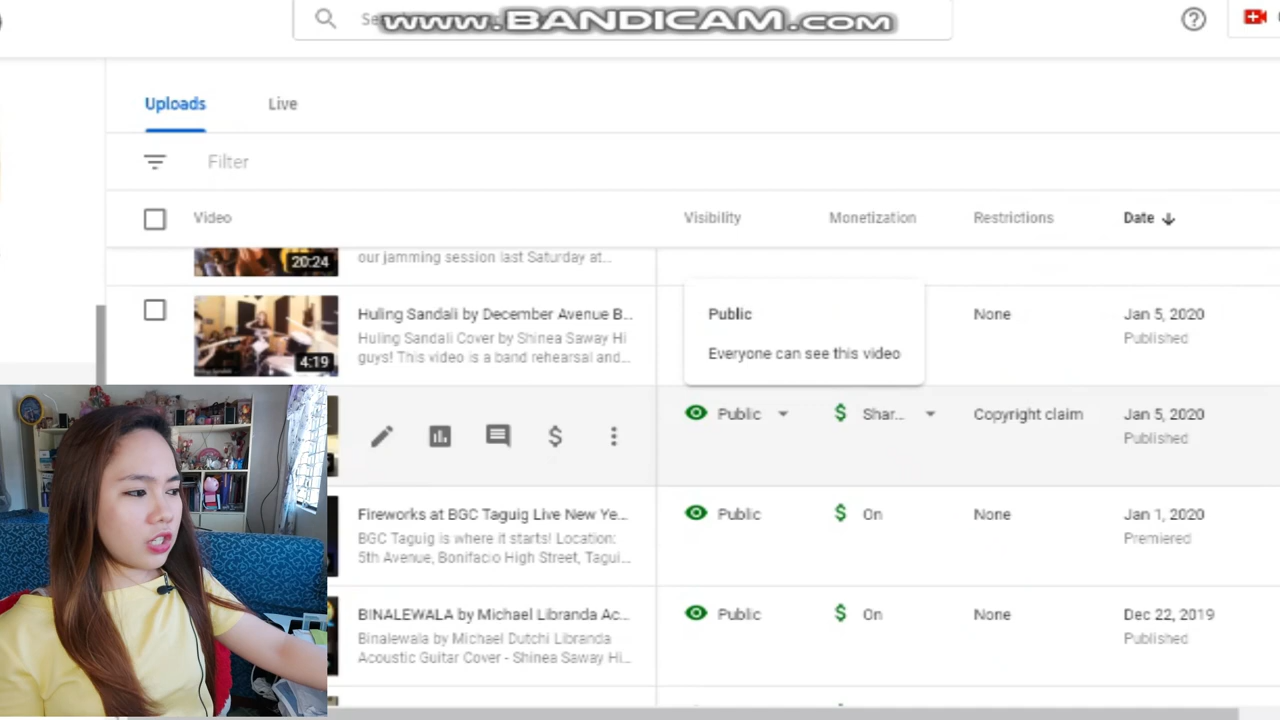 www.BANDICAM.com
Uploads
Live
Filter
Video
Visibility
Monetization
Restrictions
Date
20:24
our jamming session last Saturday at...
4:19
Huling Sandali by December Avenue B...
Huling Sandali Cover by Shinea Saway Hi
guys! This video is a band rehearsal and...
Public
Everyone can see this video
None
Jan 5, 2020
Published
Public
Shar...
Copyright claim
Jan 5, 2020
Published
Fireworks at BGC Taguig Live New Ye...
BGC Taguig is where it starts! Location:
5th Avenue, Bonifacio High Street, Tagui...
Public
On
None
Jan 1, 2020
Premiered
BINALEWALA by Michael Libranda Ac...
Binalewala by Michael Dutchi Libranda
Acoustic Guitar Cover - Shinea Saway Hi...
Public
On
None
Dec 22, 2019
Published